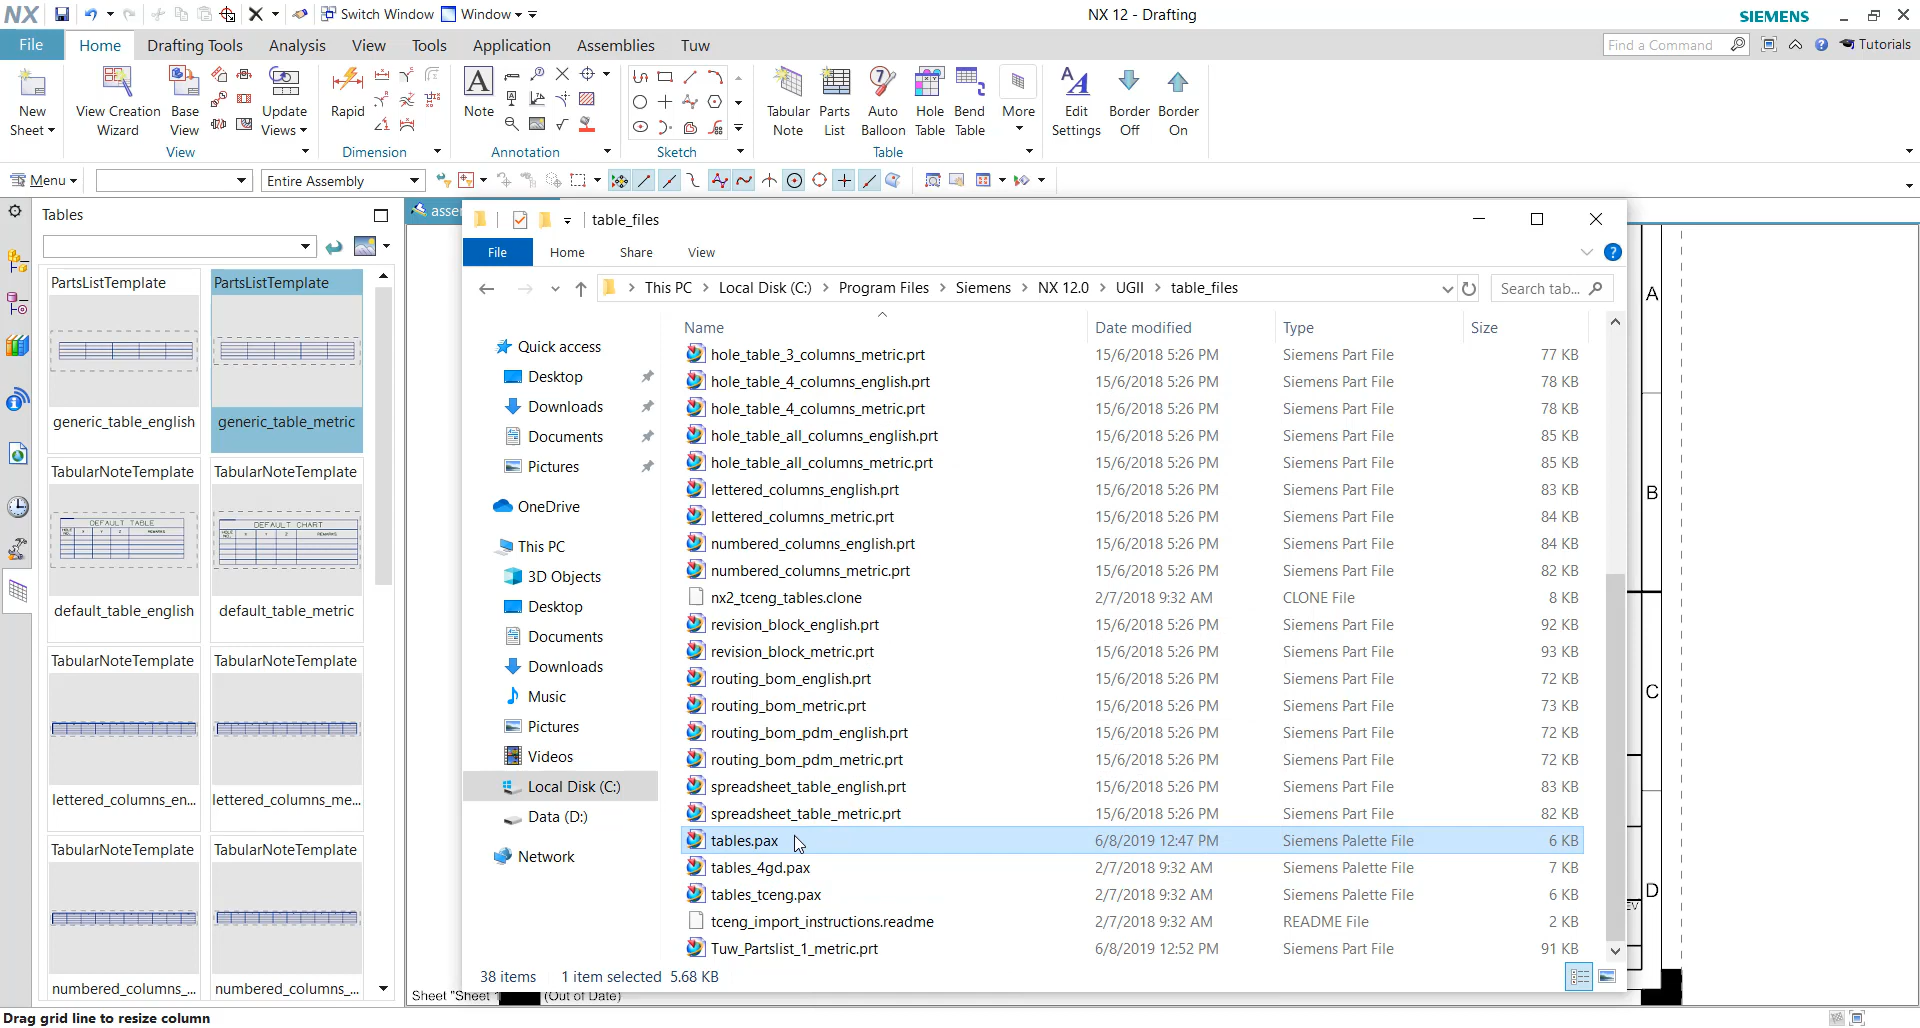 NX
Switch Window
Window
NX 12 - Drafting
SIEMENS
File
Home
Drafting Tools
Analysis
View
Tools
Application
Assemblies
Tuw
Find a Command
Tutorials
New Sheet
View Creation Wizard
Base View
Update Views
Rapid
Note
Tabular Note
Parts List
Auto Balloon
Hole Table
Bend Table
More
Edit Settings
Border Off
Border On
View
Dimension
Annotation
Sketch
Table
Menu
Entire Assembly
Tables
PartsListTemplate
generic_table_english
PartsListTemplate
generic_table_metric
TabularNoteTemplate
DEFAULT TABLE
default_table_english
TabularNoteTemplate
DEFAULT CHART
default_table_metric
TabularNoteTemplate
lettered_columns_en...
TabularNoteTemplate
lettered_columns_me...
TabularNoteTemplate
numbered_columns_...
TabularNoteTemplate
numbered_columns_...
asse
table_files
File
Home
Share
View
This PC > Local Disk (C:) > Program Files > Siemens > NX 12.0 > UGII > table_files
Search tab...
Quick access
Desktop
Downloads
Documents
Pictures
OneDrive
This PC
3D Objects
Desktop
Documents
Downloads
Music
Pictures
Videos
Local Disk (C:)
Data (D:)
Network
Name Date modified Type Size
hole_table_3_columns_metric.prt 15/6/2018 5:26 PM Siemens Part File 77 KB
hole_table_4_columns_english.prt 15/6/2018 5:26 PM Siemens Part File 78 KB
hole_table_4_columns_metric.prt 15/6/2018 5:26 PM Siemens Part File 78 KB
hole_table_all_columns_english.prt 15/6/2018 5:26 PM Siemens Part File 85 KB
hole_table_all_columns_metric.prt 15/6/2018 5:26 PM Siemens Part File 85 KB
lettered_columns_english.prt 15/6/2018 5:26 PM Siemens Part File 83 KB
lettered_columns_metric.prt 15/6/2018 5:26 PM Siemens Part File 84 KB
numbered_columns_english.prt 15/6/2018 5:26 PM Siemens Part File 84 KB
numbered_columns_metric.prt 15/6/2018 5:26 PM Siemens Part File 82 KB
nx2_tceng_tables.clone 2/7/2018 9:32 AM CLONE File 8 KB
revision_block_english.prt 15/6/2018 5:26 PM Siemens Part File 92 KB
revision_block_metric.prt 15/6/2018 5:26 PM Siemens Part File 93 KB
routing_bom_english.prt 15/6/2018 5:26 PM Siemens Part File 72 KB
routing_bom_metric.prt 15/6/2018 5:26 PM Siemens Part File 73 KB
routing_bom_pdm_english.prt 15/6/2018 5:26 PM Siemens Part File 72 KB
routing_bom_pdm_metric.prt 15/6/2018 5:26 PM Siemens Part File 72 KB
spreadsheet_table_english.prt 15/6/2018 5:26 PM Siemens Part File 83 KB
spreadsheet_table_metric.prt 15/6/2018 5:26 PM Siemens Part File 82 KB
tables.pax 6/8/2019 12:47 PM Siemens Palette File 6 KB
tables_4gd.pax 2/7/2018 9:32 AM Siemens Palette File 7 KB
tables_tceng.pax 2/7/2018 9:32 AM Siemens Palette File 6 KB
tceng_import_instructions.readme 2/7/2018 9:32 AM README File 2 KB
Tuw_Partslist_1_metric.prt 6/8/2019 12:52 PM Siemens Part File 91 KB
38 items 1 item selected 5.68 KB
A
B
C
D
EV
Sheet "Sheet 1 (Out of Date)
Drag grid line to resize column